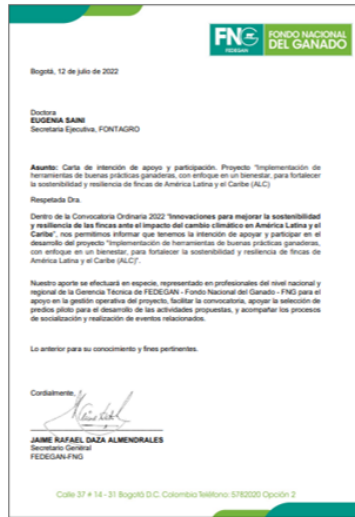 FNG
FEDEGAN
FONDO NACIONAL
DEL GANADO
Bogotá, 12 de julio de 2022
Doctora
EUGENIA SAINI
Secretaria Ejecutiva, FONTAGRO
Asunto: Carta de intención de apoyo y participación. Proyecto "Implementación de
herramientas de buenas prácticas ganaderas, con enfoque en un bienestar, para fortalecer
la sostenibilidad y resiliencia de fincas de América Latina y el Caribe (ALC)
Respetada Dra.
Dentro de la Convocatoria Ordinaria 2022 "Innovaciones para mejorar la sostenibilidad
y resiliencia de las fincas ante el impacto del cambio climático en América Latina y el
Caribe", nos permitimos informar que tenemos la intención de apoyar y participar en el
desarrollo del proyecto "Implementación de herramientas de buenas prácticas ganaderas,
con enfoque en un bienestar, para fortalecer la sostenibilidad y resiliencia de fincas de
América Latina y el Caribe (ALC)".
Nuestro aporte se efectuará en especie, representado en profesionales del nivel nacional y
regional de la Gerencia Técnica de FEDEGAN - Fondo Nacional del Ganado - FNG para el
apoyo en la gestión operativa del proyecto, facilitar la convocatoria, apoyar la selección de
predios piloto para el desarrollo de las actividades propuestas, y acompañar los procesos
de socialización y realización de eventos relacionados.
Lo anterior para su conocimiento y fines pertinentes.
Cordialmente,
JAIME RAFAEL DAZA ALMENDRALES
Secretario General
FEDEGAN-FNG
Calle 37 # 14 - 31 Bogotá D.C. Colombia Teléfono: 5782020 Opción 2